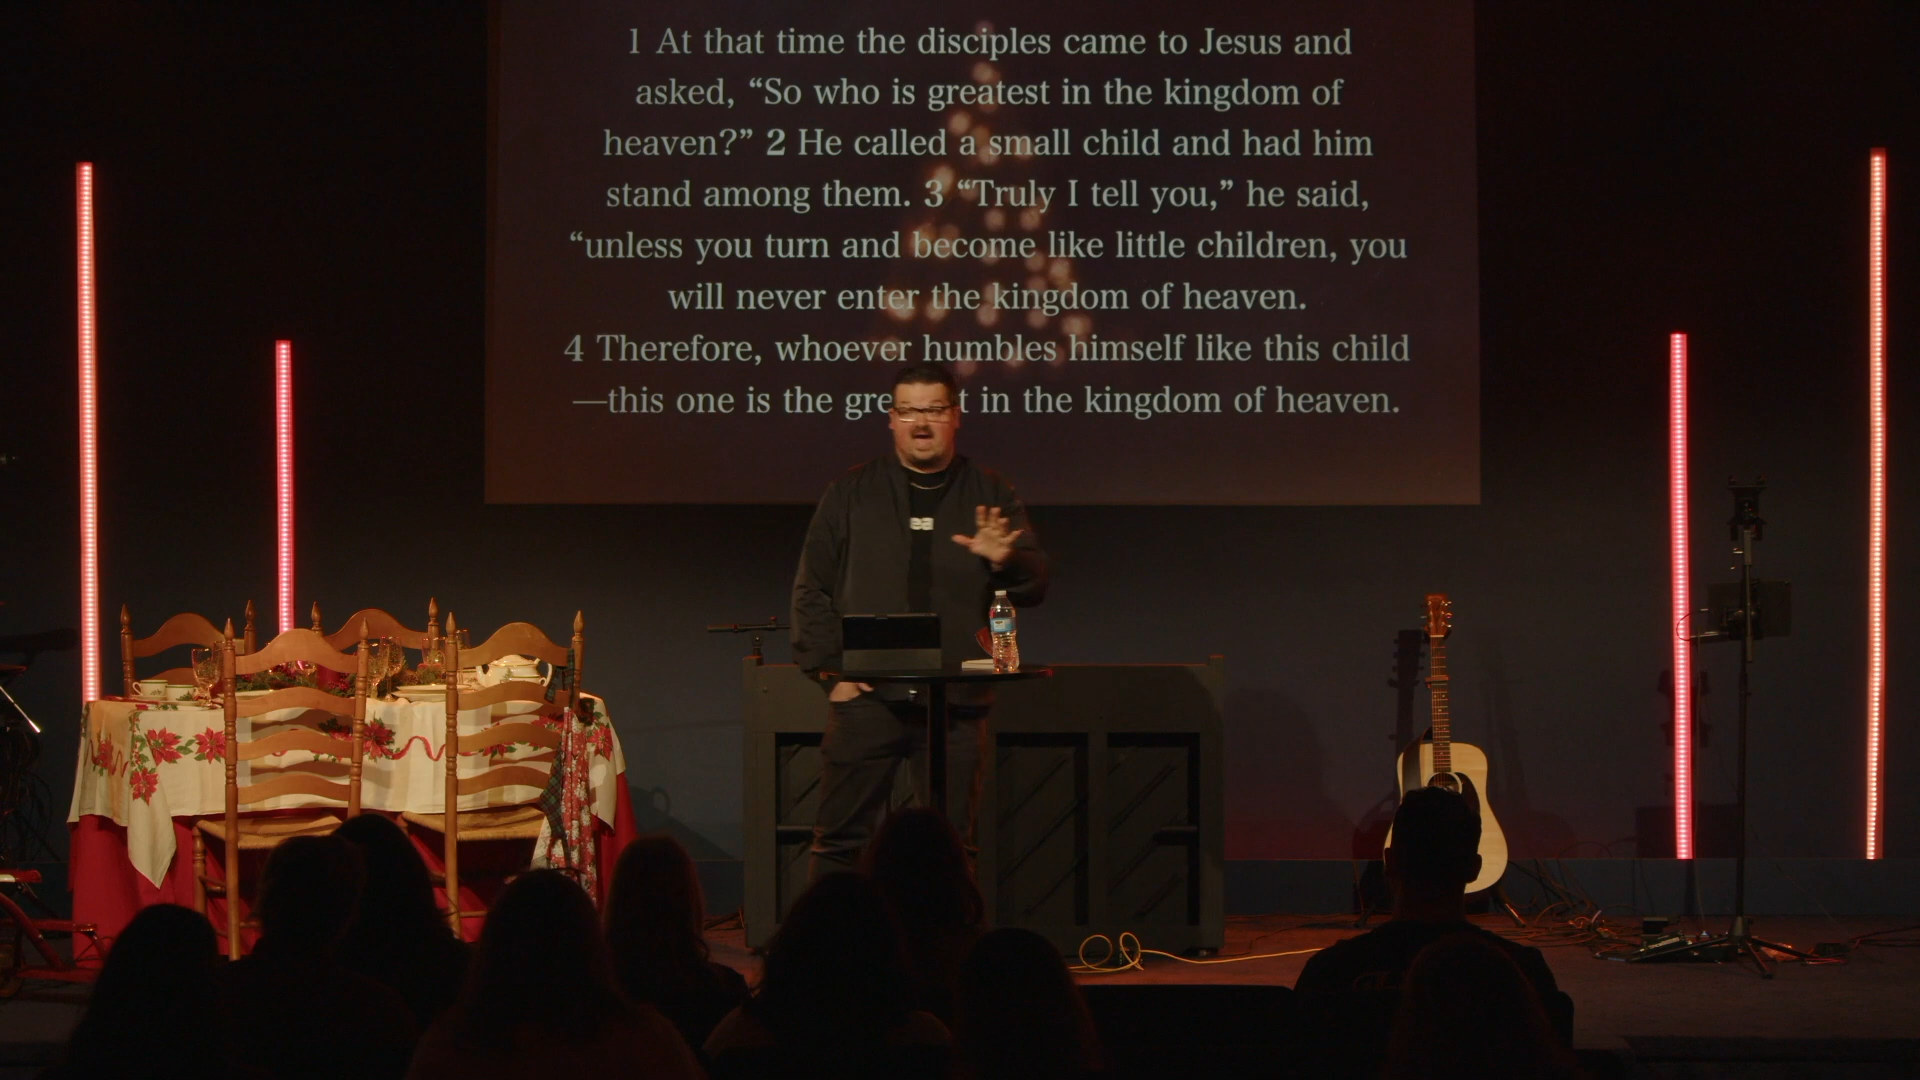 1 At that time the disciples came to Jesus and
asked, “So who is greatest in the kingdom of
heaven?” 2 He called a small child and had him
stand among them. 3 “Truly I tell you,” he said,
“unless you turn and become like little children, you
will never enter the kingdom of heaven.
4 Therefore, whoever humbles himself like this child
—this one is the gre t in the kingdom of heaven.
ea